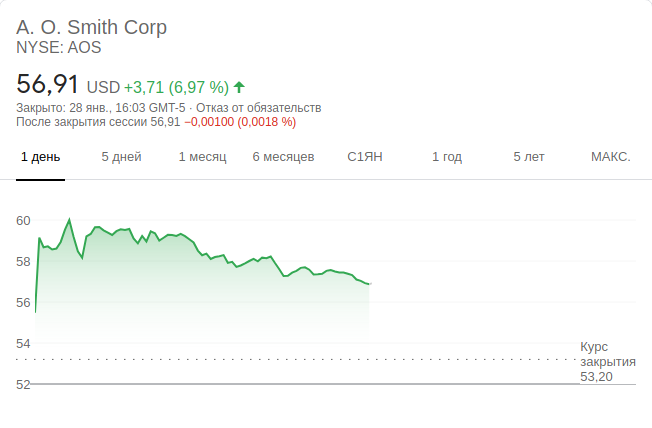 A. O. Smith Corp
NYSE: AOS
56,91 USD +3,71 (6,97 %)
Закрыто: 28 янв., 16:03 GMT-5 · Отказ от обязательств
После закрытия сессии 56,91 −0,00100 (0,0018 %)
1 день 5 дней 1 месяц 6 месяцев С1ЯН 1 год 5 лет МАКС.
60
58
56
54
Курс
закрытия
53,20
52